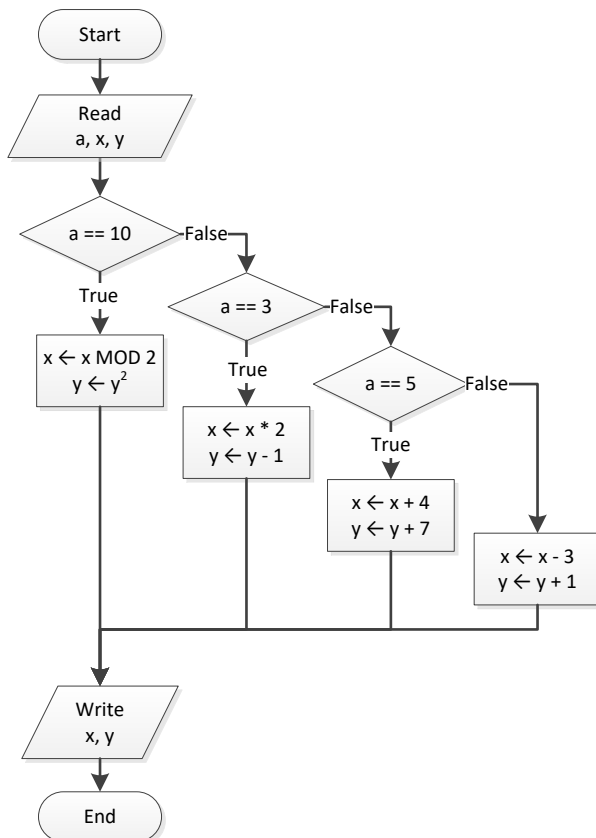 Start
Read
a, x, y
a == 10
False
True
a == 3
False
x ← x MOD 2
y ← y²
True
a == 5
False
x ← x * 2
y ← y - 1
True
x ← x + 4
y ← y + 7
x ← x - 3
y ← y + 1
Write
x, y
End